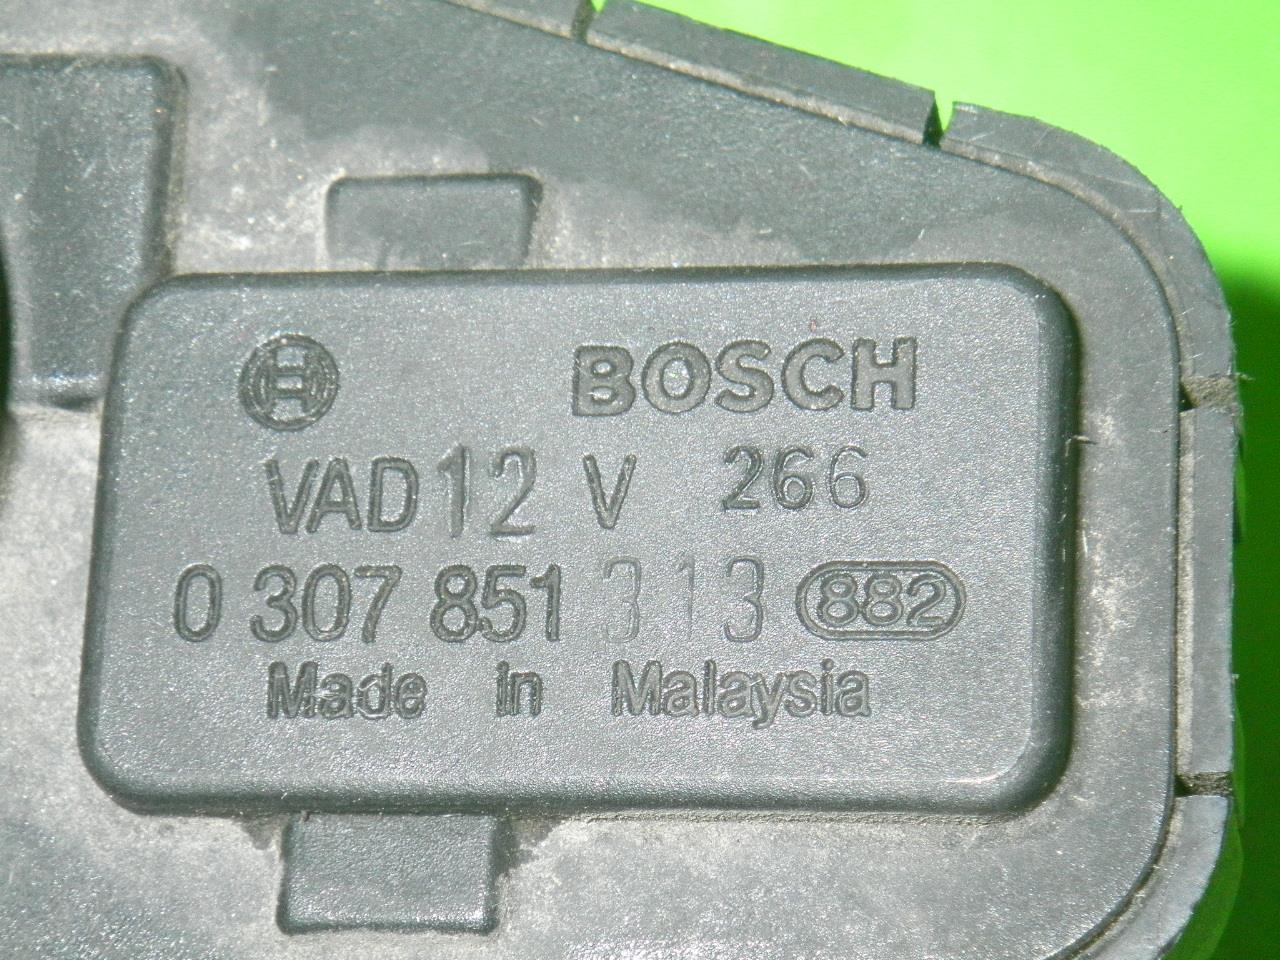 BOSCH
VAD 12 V 266
0 307 851 313 882
Made in Malaysia